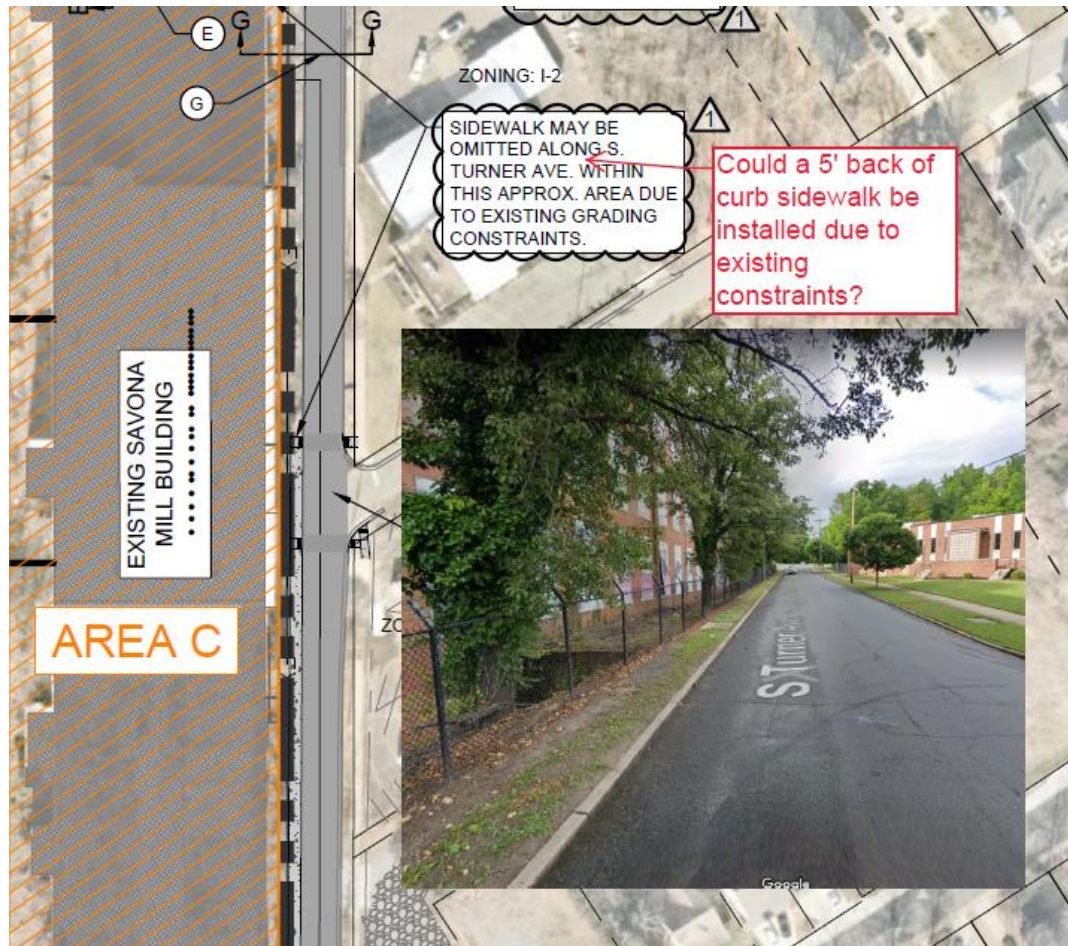 E
G G
G
1
ZONING: I-2
1
SIDEWALK MAY BE
OMITTED ALONG S.
TURNER AVE. WITHIN
THIS APPROX. AREA DUE
TO EXISTING GRADING
CONSTRAINTS.
Could a 5' back of
curb sidewalk be
installed due to
existing
constraints?
EXISTING SAVONA
MILL BUILDING
AREA C
ZO
S Turner Ave
Google